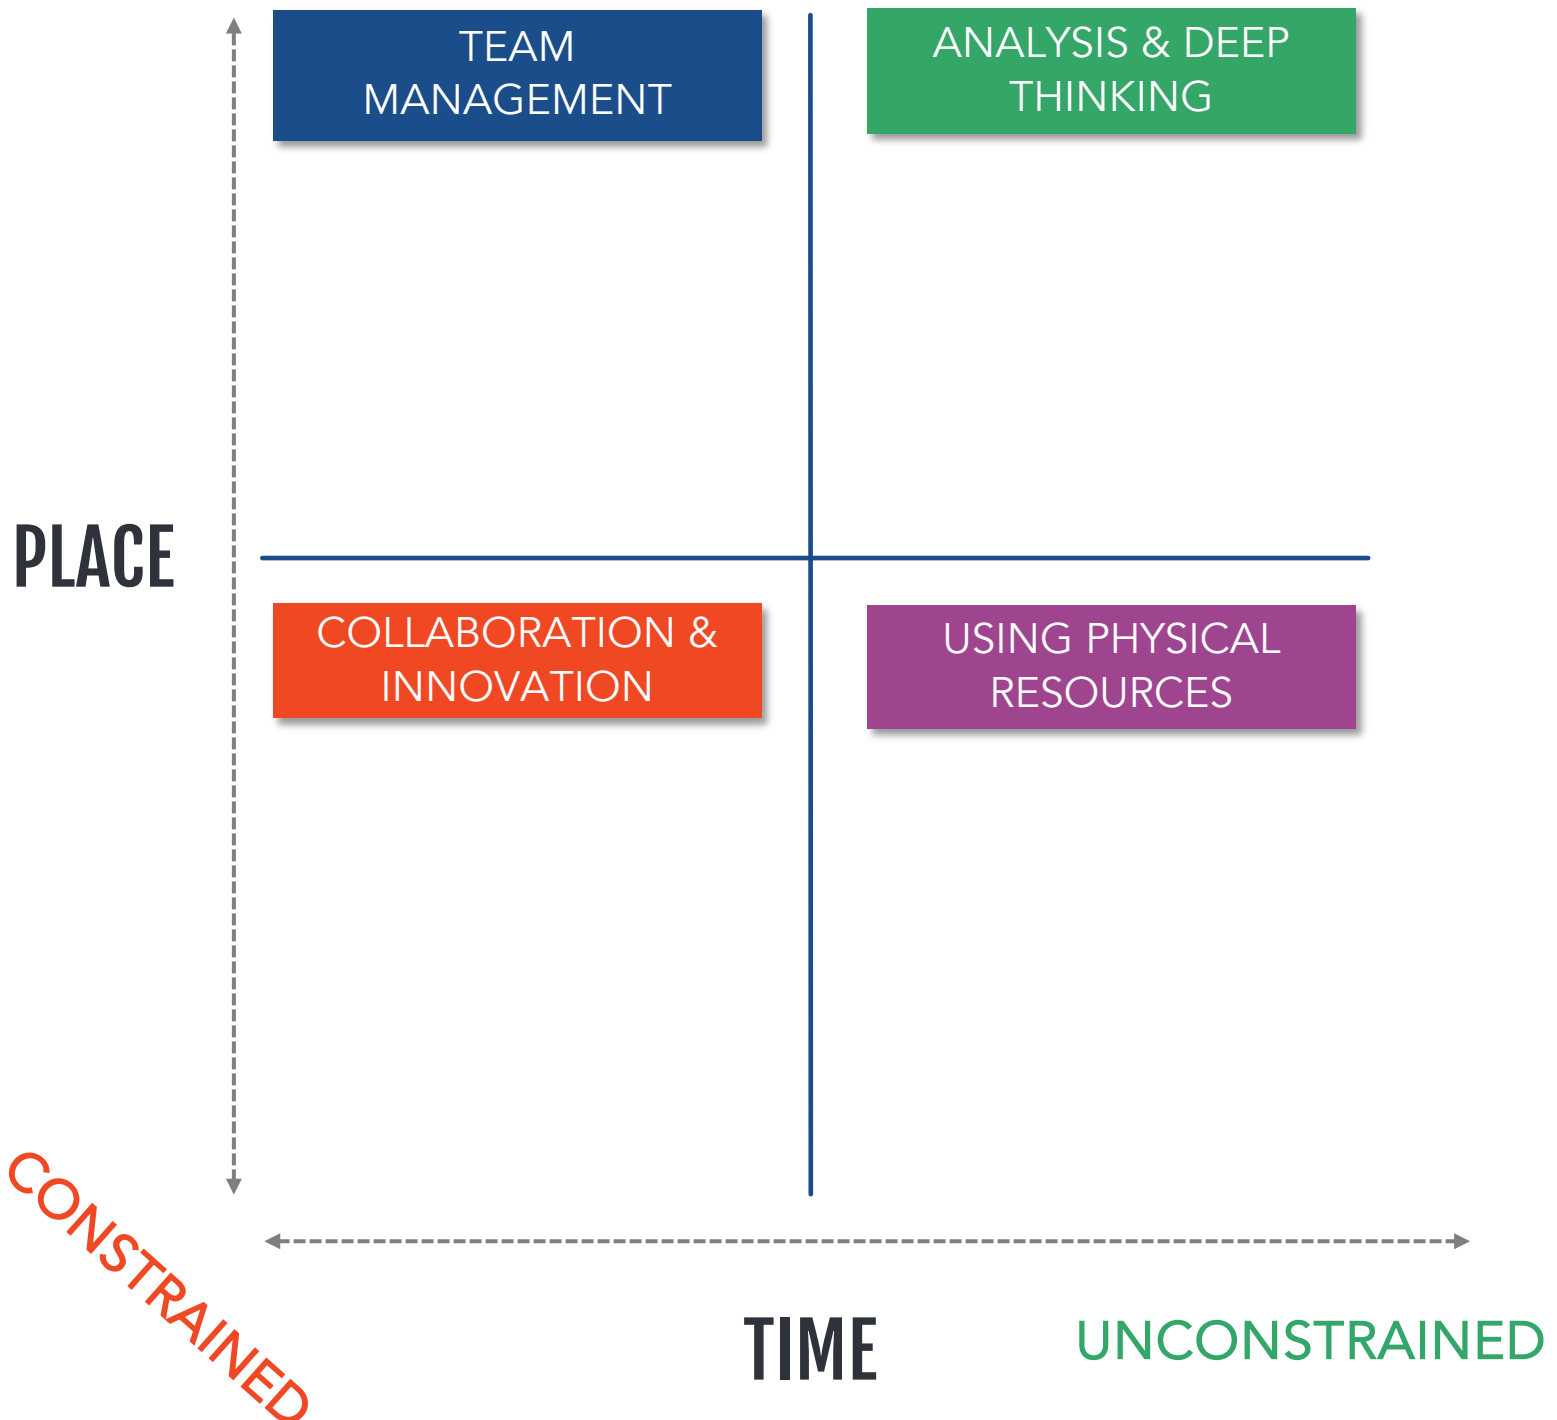 TEAM
MANAGEMENT
ANALYSIS & DEEP
THINKING
PLACE
COLLABORATION &
INNOVATION
USING PHYSICAL
RESOURCES
CONSTRAINED
TIME
UNCONSTRAINED